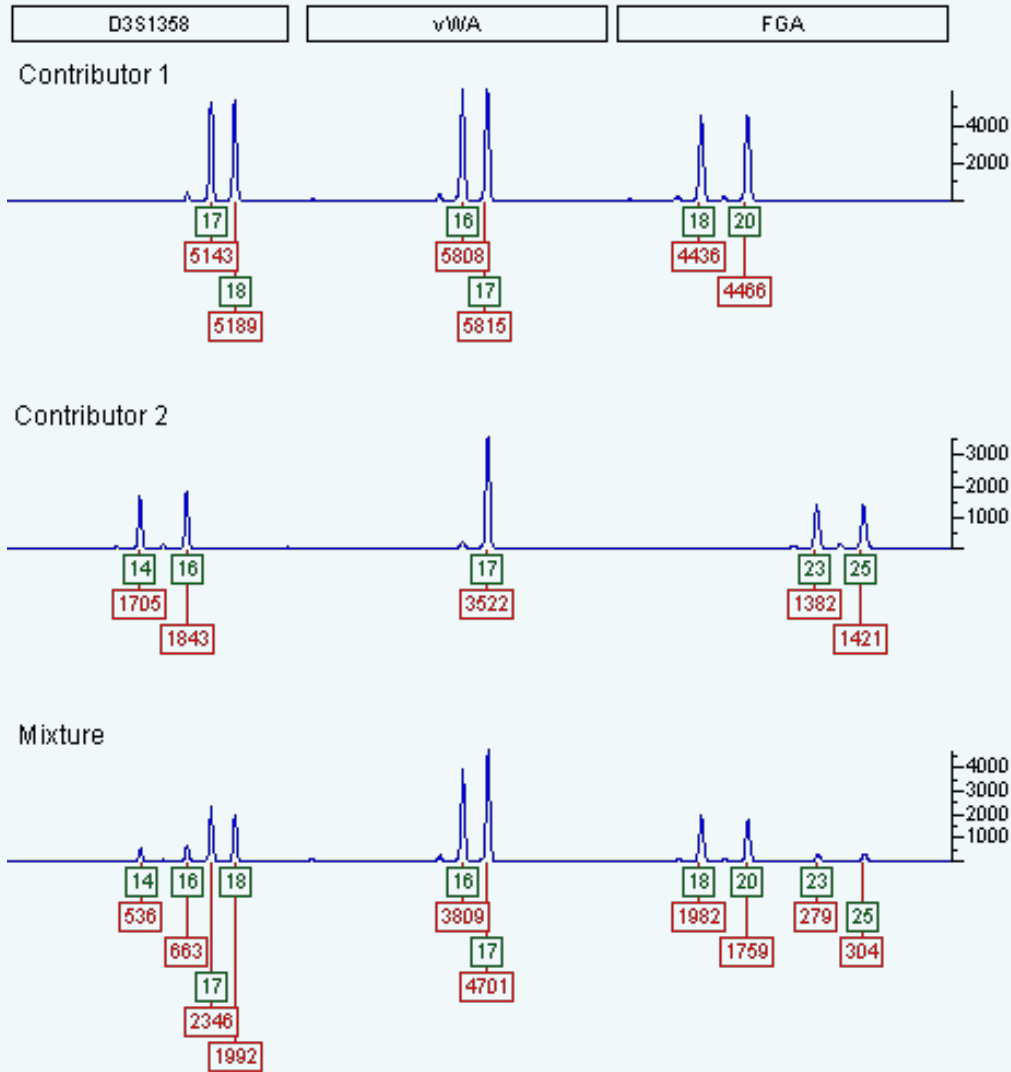 D3S1358 vWA FGA
Contributor 1
4000
2000
17 16 18 20
5143 5808 4436
18 17 4466
5189 5815
Contributor 2
3000
2000
1000
14 16 17 23 25
1705 3522 1382
1843 1421
Mixture
4000
3000
2000
1000
14 16 18 16 18 20 23
536 3809 1982 279 25
663 17 1759 304
17 4701
2346
1992